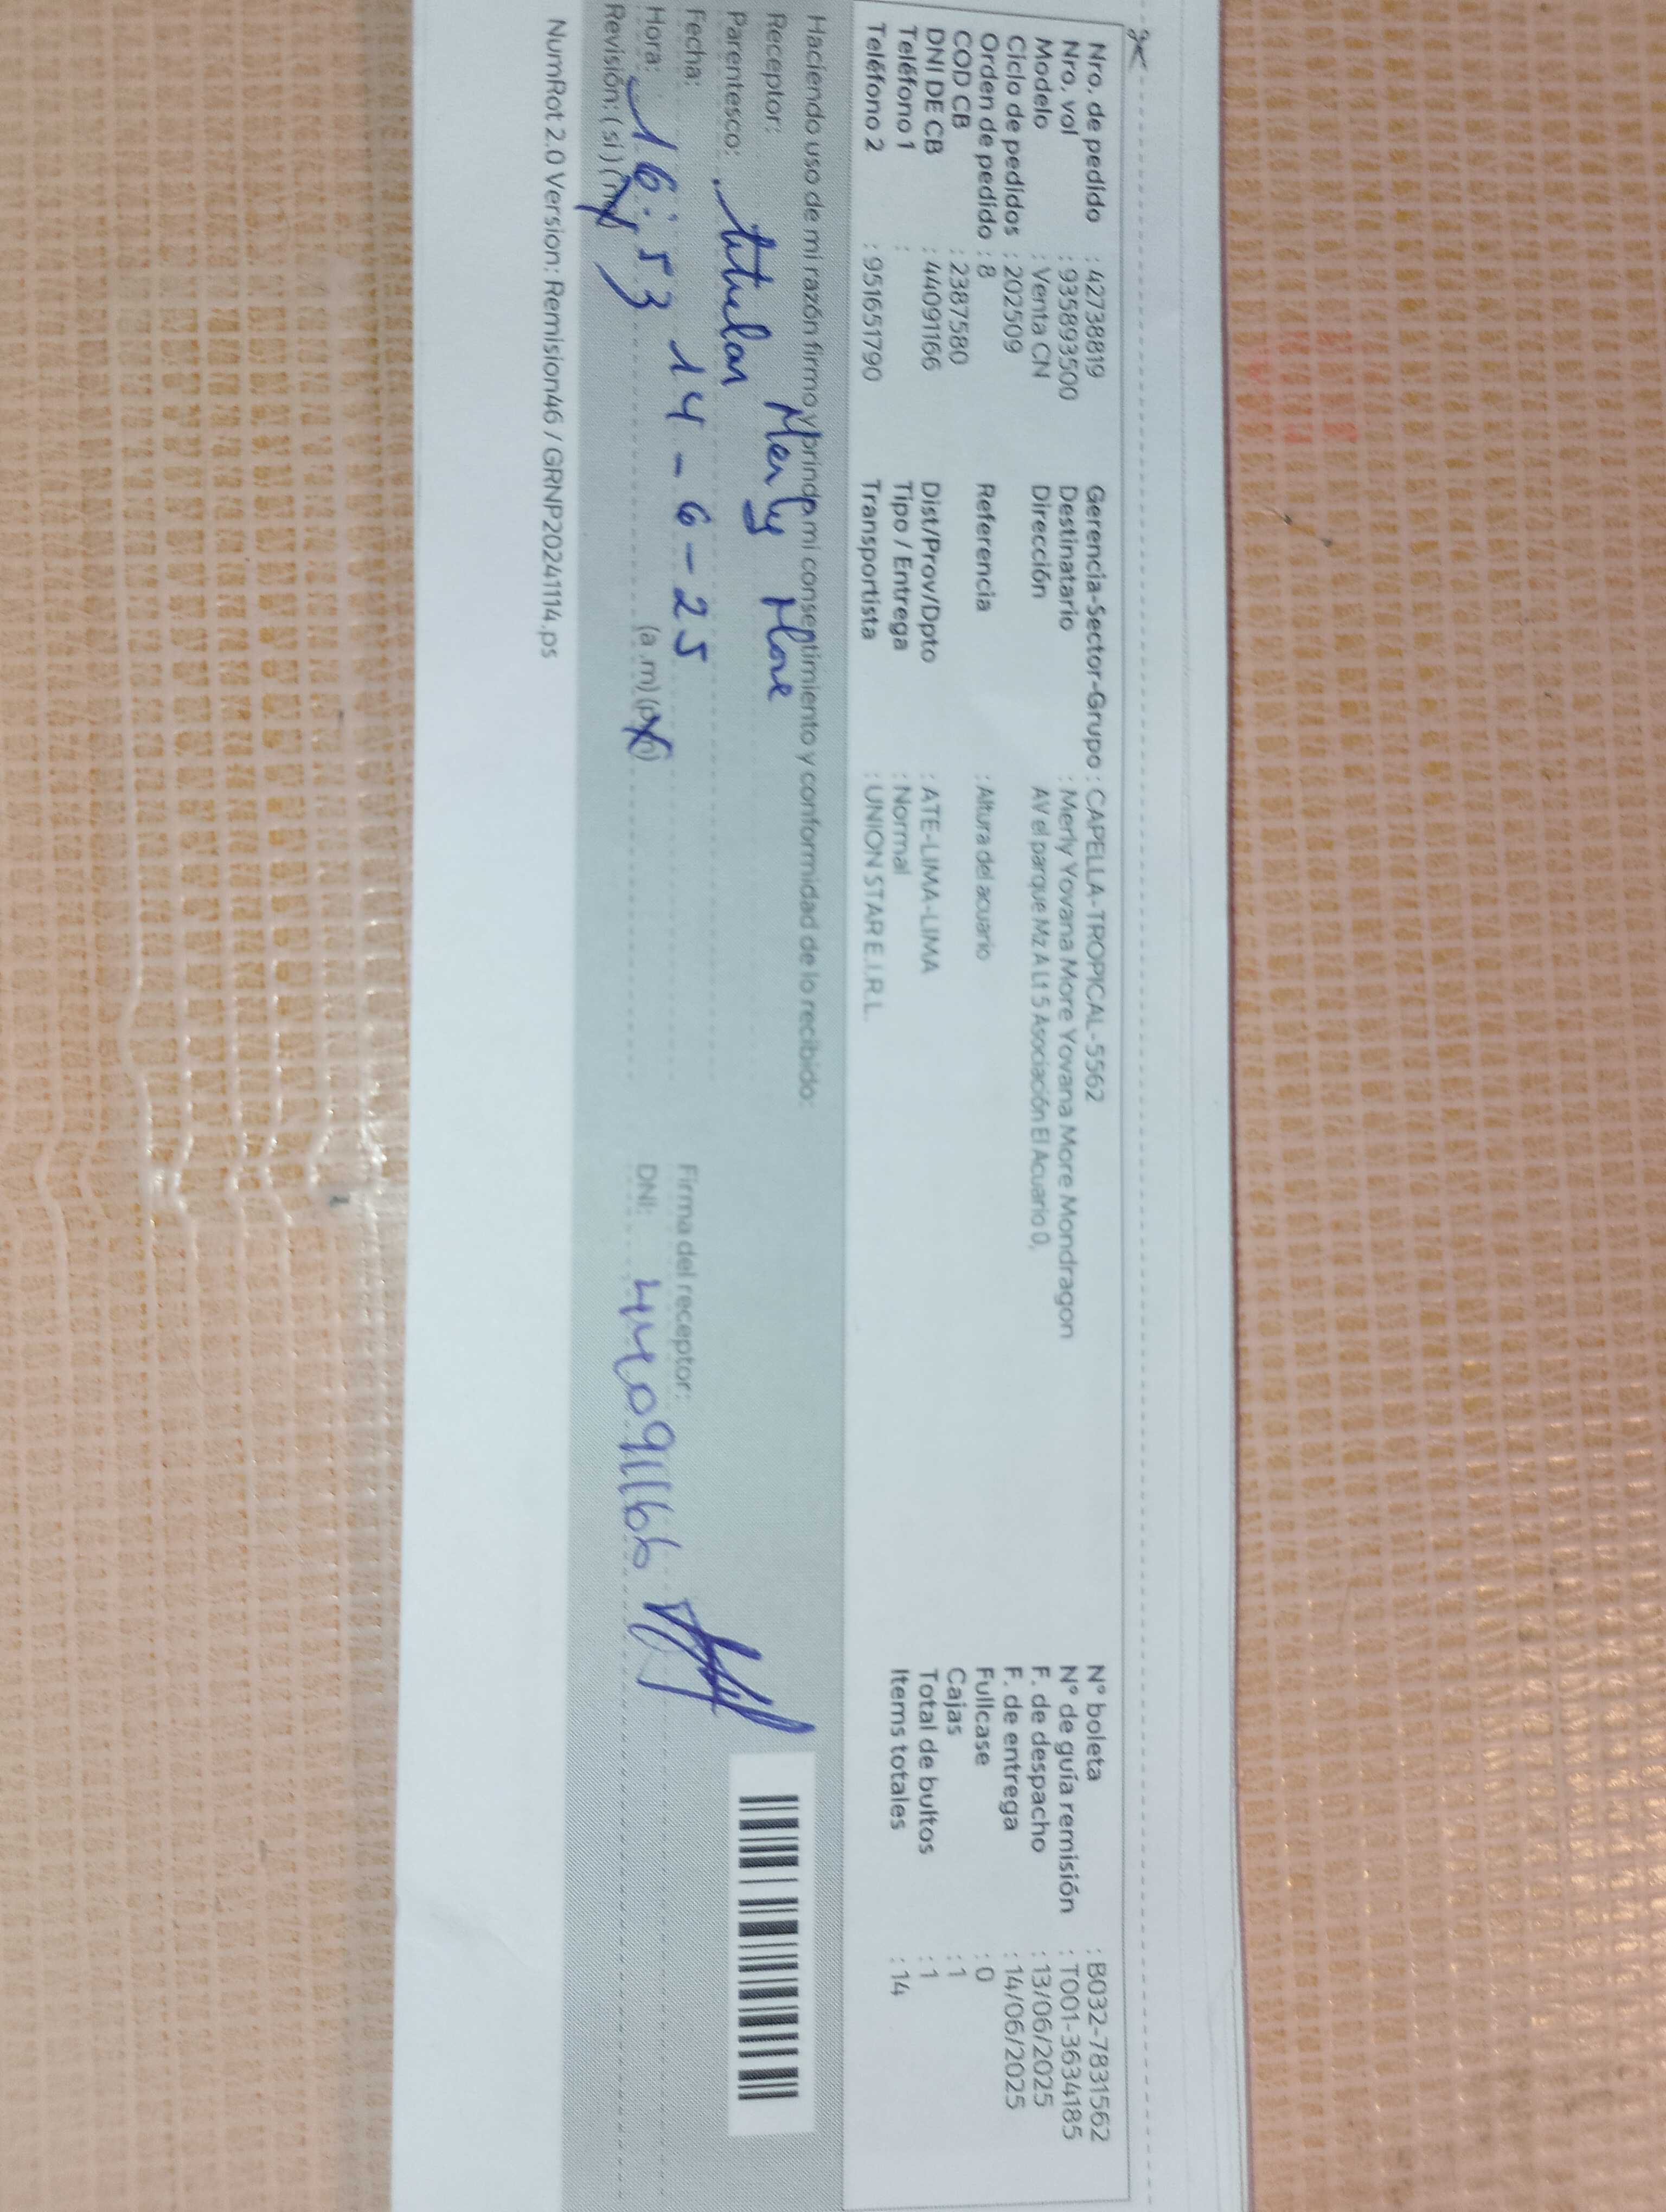 Nro. de pedido : 42738819 Gerencia-Sector-Grupo : CAPELLA-TROPICAL-5562 N° boleta : B032-7831562
Nro. vol : 935893500 Destinatario : Merly Yovana More Yovana More Mondragon N° de guía remisión : T001-3634185
Modelo : Venta CN Dirección AV el parque Mz A Lt 5 Asociación El Acuario 0, F. de despacho : 13/06/2025
Ciclo de pedidos : 202509 F. de entrega : 14/06/2025
Orden de pedido : 8 Referencia : Altura del acuario Fullcase : 0
COD CB : 2387580 Cajas : 1
DNI DE CB : 44091166 Dist/Prov/Dpto : ATE-LIMA-LIMA Total de bultos : 1
Teléfono 1 : Tipo / Entrega : Normal Items totales : 14
Teléfono 2 : 951651790 Transportista : UNION STAR E.I.R.L.
Haciendo uso de mi razón firmo y brindo mi consentimiento y conformidad de lo recibido:
Receptor: Merly More
Parentesco: titular
Fecha: 14-6-25 Firma del receptor:
Hora: 16:53 (a.m) (p.m) DNI: 44091166
Revisión: ( si ) ( no )
NumRot 2.0 Version: Remision46 / GRNP20241114.ps